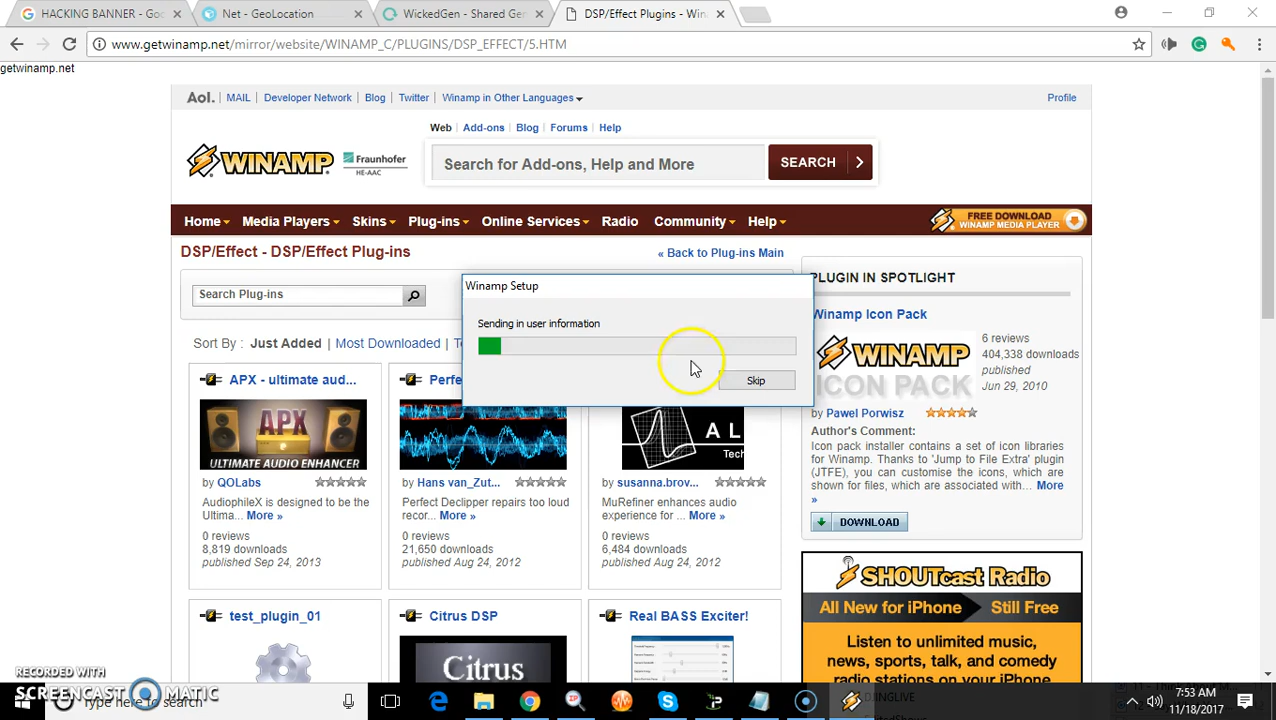 HACKING BANNER - Goo
Net - GeoLocation
WickedGen - Shared Gen
DSP/Effect Plugins - Win
www.getwinamp.net/mirror/website/WINAMP_C/PLUGINS/DSP_EFFECT/5.HTM
getwinamp.net
Aol. MAIL Developer Network Blog Twitter Winamp in Other Languages Profile
Web Add-ons Blog Forums Help
WINAMP Fraunhofer
HE-AAC
Search for Add-ons, Help and More SEARCH
Home Media Players Skins Plug-ins Online Services Radio Community Help
FREE DOWNLOAD
WINAMP MEDIA PLAYER
DSP/Effect - DSP/Effect Plug-ins
« Back to Plug-ins Main
Search Plug-ins
Sort By : Just Added Most Downloaded
Winamp Setup
Sending in user information
Skip
APX - ultimate aud...
APX
ULTIMATE AUDIO ENHANCER
by QOLabs
AudiophileX is designed to be the
Ultima... More »
0 reviews
8,819 downloads
published Sep 24, 2013
Perfe
by Hans van_Zut...
Perfect Declipper repairs too loud
recor... More »
0 reviews
21,650 downloads
published Aug 24, 2012
A L
Tech
by susanna.brov...
MuRefiner enhances audio
experience for ... More »
0 reviews
6,484 downloads
published Aug 24, 2012
test_plugin_01
Citrus DSP
Citrus
Real BASS Exciter!
PLUGIN IN SPOTLIGHT
Winamp Icon Pack
WINAMP
ICON PACK
6 reviews
404,338 downloads
published
Jun 29, 2010
by Pawel Porwisz
Author's Comment:
Icon pack installer contains a set of icon libraries
for Winamp. Thanks to 'Jump to File Extra' plugin
(JTFE), you can customise the icons, which are
shown for files, which are associated with... More
»
DOWNLOAD
SHOUTcast Radio
All New for iPhone Still Free
Listen to unlimited music,
news, sports, talk, and comedy
radio stations on your iPhone
RECORDED WITH
SCREENCAST MATIC
Type here to search
7:53 AM
11/18/2017